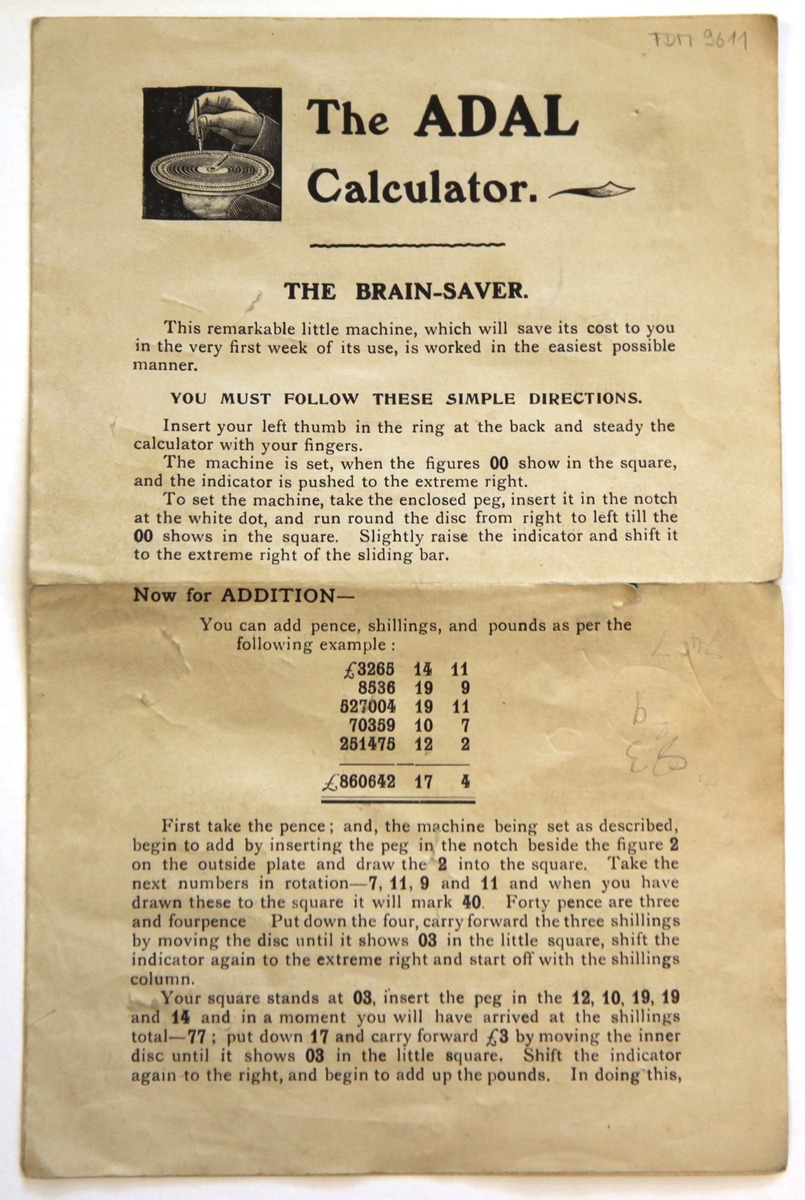 TDM 9611
The ADAL
Calculator.
THE BRAIN-SAVER.
This remarkable little machine, which will save its cost to you
in the very first week of its use, is worked in the easiest possible
manner.
YOU MUST FOLLOW THESE SIMPLE DIRECTIONS.
Insert your left thumb in the ring at the back and steady the
calculator with your fingers.
The machine is set, when the figures 00 show in the square,
and the indicator is pushed to the extreme right.
To set the machine, take the enclosed peg, insert it in the notch
at the white dot, and run round the disc from right to left till the
00 shows in the square. Slightly raise the indicator and shift it
to the extreme right of the sliding bar.
Now for ADDITION—
You can add pence, shillings, and pounds as per the
following example :
£3265 14 11
8536 19 9
527004 19 11
70359 10 7
251475 12 2
£860642 17 4
First take the pence ; and, the machine being set as described,
begin to add by inserting the peg in the notch beside the figure 2
on the outside plate and draw the 2 into the square. Take the
next numbers in rotation—7, 11, 9 and 11 and when you have
drawn these to the square it will mark 40. Forty pence are three
and fourpence Put down the four, carry forward the three shillings
by moving the disc until it shows 03 in the little square, shift the
indicator again to the extreme right and start off with the shillings
column.
Your square stands at 03, insert the peg in the 12, 10, 19, 19
and 14 and in a moment you will have arrived at the shillings
total—77 ; put down 17 and carry forward £3 by moving the inner
disc until it shows 03 in the little square. Shift the indicator
again to the right, and begin to add up the pounds. In doing this,